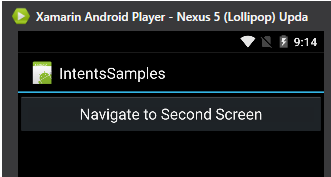 Xamarin Android Player - Nexus 5 (Lollipop) Upda
9:14
IntentsSamples
Navigate to Second Screen